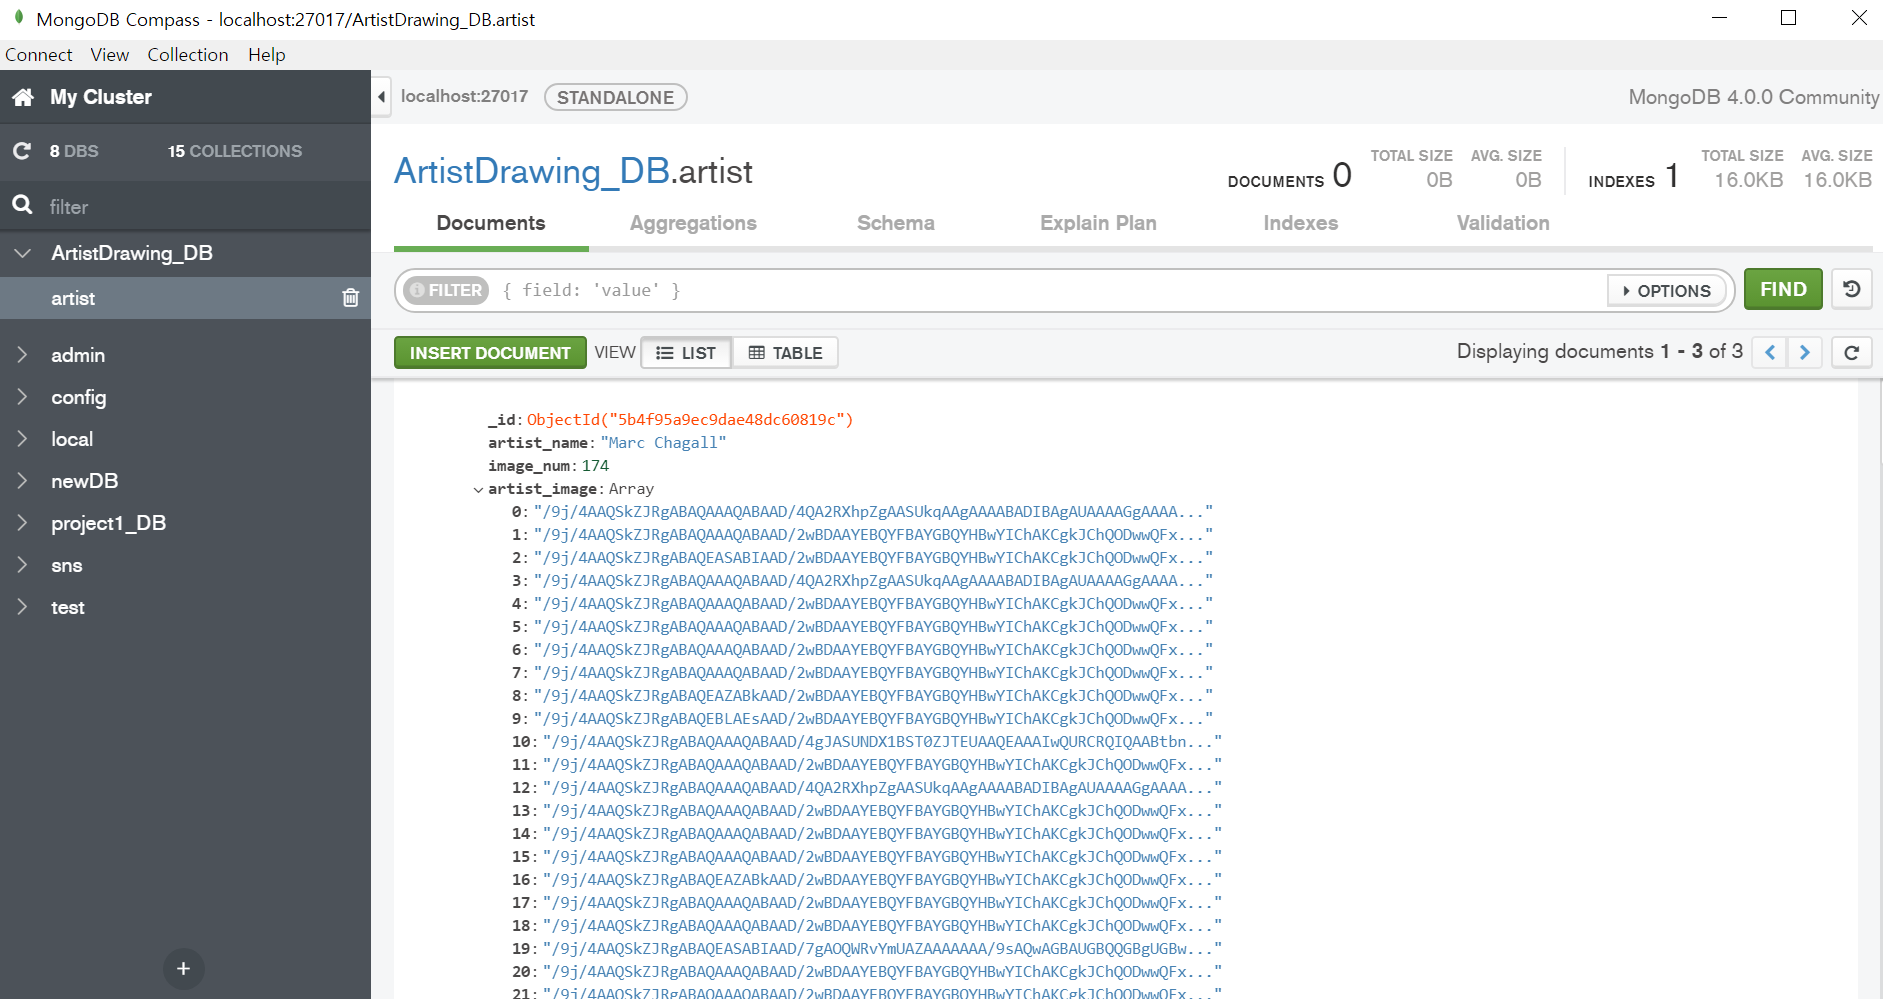 MongoDB Compass - localhost:27017/ArtistDrawing_DB.artist
Connect View Collection Help
My Cluster
8 DBS 15 COLLECTIONS
filter
ArtistDrawing_DB
artist
admin
config
local
newDB
project1_DB
sns
test
+
localhost:27017 STANDALONE MongoDB 4.0.0 Community
ArtistDrawing_DB.artist
DOCUMENTS 0 TOTAL SIZE 0B AVG. SIZE 0B INDEXES 1 TOTAL SIZE 16.0KB AVG. SIZE 16.0KB
Documents Aggregations Schema Explain Plan Indexes Validation
FILTER { field: 'value' } OPTIONS FIND
INSERT DOCUMENT VIEW LIST TABLE Displaying documents 1 - 3 of 3
_id: ObjectId("5b4f95a9ec9dae48dc60819c")
artist_name: "Marc Chagall"
image_num: 174
artist_image: Array
0: "/9j/4AAQSkZJRgABAQAAAQABAAD/4QA2RXhpZgAASUkqAAgAAAABADIBAgAUAAAAGgAAAA..."
1: "/9j/4AAQSkZJRgABAQAAAQABAAD/2wBDAAYEBQYFBAYGBQYHBwYIChAKCgkJChQODwwQFx..."
2: "/9j/4AAQSkZJRgABAQEASABIAAD/2wBDAAYEBQYFBAYGBQYHBwYIChAKCgkJChQODwwQFx..."
3: "/9j/4AAQSkZJRgABAQAAAQABAAD/4QA2RXhpZgAASUkqAAgAAAABADIBAgAUAAAAGgAAAA..."
4: "/9j/4AAQSkZJRgABAQAAAQABAAD/2wBDAAYEBQYFBAYGBQYHBwYIChAKCgkJChQODwwQFx..."
5: "/9j/4AAQSkZJRgABAQAAAQABAAD/2wBDAAYEBQYFBAYGBQYHBwYIChAKCgkJChQODwwQFx..."
6: "/9j/4AAQSkZJRgABAQAAAQABAAD/2wBDAAYEBQYFBAYGBQYHBwYIChAKCgkJChQODwwQFx..."
7: "/9j/4AAQSkZJRgABAQAAAQABAAD/2wBDAAYEBQYFBAYGBQYHBwYIChAKCgkJChQODwwQFx..."
8: "/9j/4AAQSkZJRgABAQEAZABkAAD/2wBDAAYEBQYFBAYGBQYHBwYIChAKCgkJChQODwwQFx..."
9: "/9j/4AAQSkZJRgABAQEBLAEsAAD/2wBDAAYEBQYFBAYGBQYHBwYIChAKCgkJChQODwwQFx..."
10: "/9j/4AAQSkZJRgABAQAAAQABAAD/4gJASUNDX1BST0ZJTEUAAQEAAAIwQURCRQIQAABtbn..."
11: "/9j/4AAQSkZJRgABAQAAAQABAAD/2wBDAAYEBQYFBAYGBQYHBwYIChAKCgkJChQODwwQFx..."
12: "/9j/4AAQSkZJRgABAQAAAQABAAD/4QA2RXhpZgAASUkqAAgAAAABADIBAgAUAAAAGgAAAA..."
13: "/9j/4AAQSkZJRgABAQAAAQABAAD/2wBDAAYEBQYFBAYGBQYHBwYIChAKCgkJChQODwwQFx..."
14: "/9j/4AAQSkZJRgABAQAAAQABAAD/2wBDAAYEBQYFBAYGBQYHBwYIChAKCgkJChQODwwQFx..."
15: "/9j/4AAQSkZJRgABAQAAAQABAAD/2wBDAAYEBQYFBAYGBQYHBwYIChAKCgkJChQODwwQFx..."
16: "/9j/4AAQSkZJRgABAQEAZABkAAD/2wBDAAYEBQYFBAYGBQYHBwYIChAKCgkJChQODwwQFx..."
17: "/9j/4AAQSkZJRgABAQAAAQABAAD/2wBDAAYEBQYFBAYGBQYHBwYIChAKCgkJChQODwwQFx..."
18: "/9j/4AAQSkZJRgABAQAAAQABAAD/2wBDAAYEBQYFBAYGBQYHBwYIChAKCgkJChQODwwQFx..."
19: "/9j/4AAQSkZJRgABAQEASABIAAD/7gAOQWRvYmUAZAAAAAAA/9sAQwAGBAUGBQQGBgUGBw..."
20: "/9j/4AAQSkZJRgABAQAAAQABAAD/2wBDAAYEBQYFBAYGBQYHBwYIChAKCgkJChQODwwQFx..."
21: "/9j/4AAQSkZJRgABAQAAAQABAAD/2wBDAAYEBQYFBAYGBQYHBwYIChAKCgkJChQODwwQFx..."